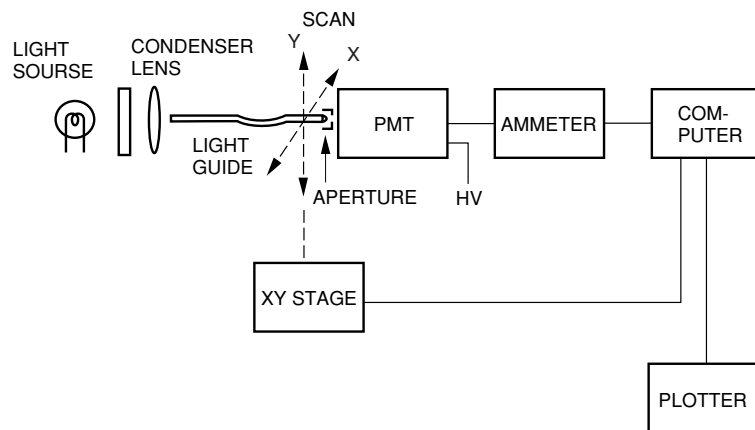 SCAN
LIGHT
SOURSE
CONDENSER
LENS
Y
X
LIGHT
GUIDE
APERTURE
PMT
HV
AMMETER
COM-
PUTER
XY STAGE
PLOTTER